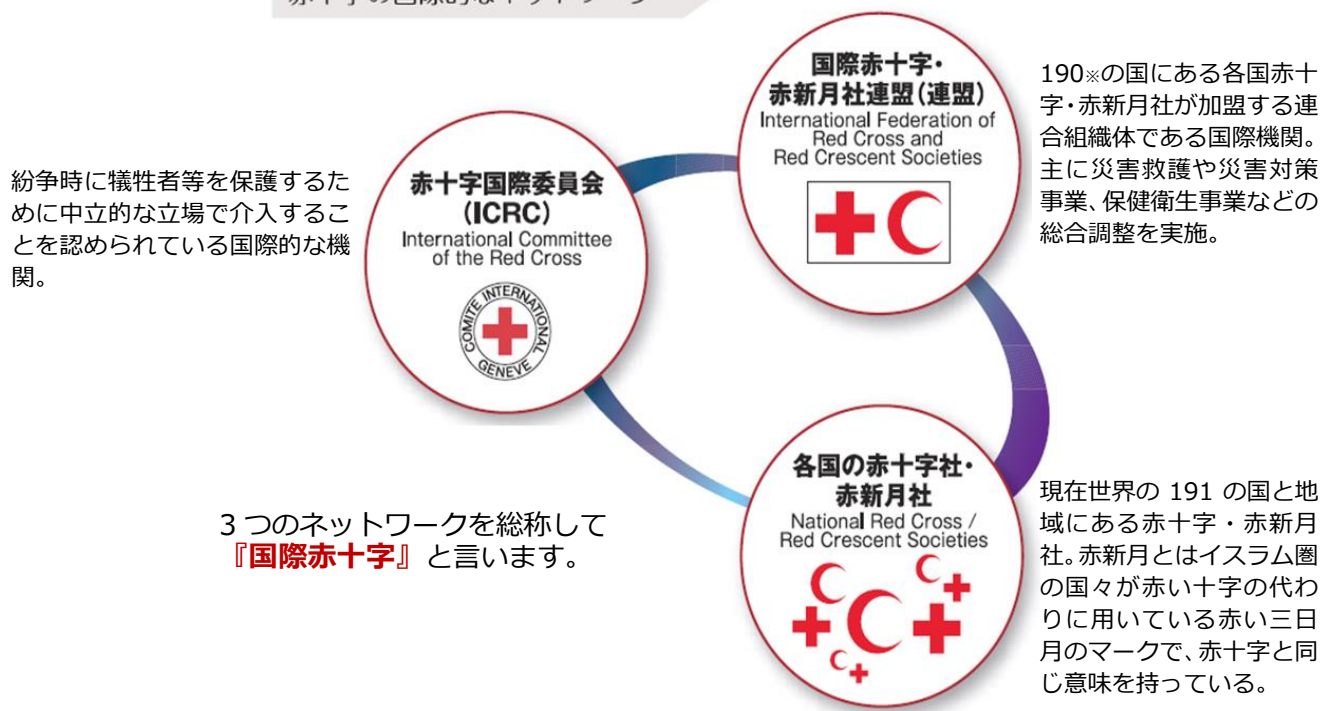 紛争時に犠牲者等を保護するた
めに中立的な立場で介入するこ
とを認められている国際的な機
関。
赤十字国際委員会
(ICRC)
International Committee
of the Red Cross
COMITE INTERNATIONAL
GENEVE
国際赤十字・
赤新月社連盟(連盟)
International Federation of
Red Cross and
Red Crescent Societies
190※の国にある各国赤十
字・赤新月社が加盟する連
合組織体である国際機関。
主に災害救護や災害対策
事業、保健衛生事業などの
総合調整を実施。
3つのネットワークを総称して
『国際赤十字』と言います。
各国の赤十字社・
赤新月社
National Red Cross /
Red Crescent Societies
現在世界の 191 の国と地
域にある赤十字・赤新月
社。赤新月とはイスラム圏
の国々が赤い十字の代わ
りに用いている赤い三日
月のマークで、赤十字と同
じ意味を持っている。